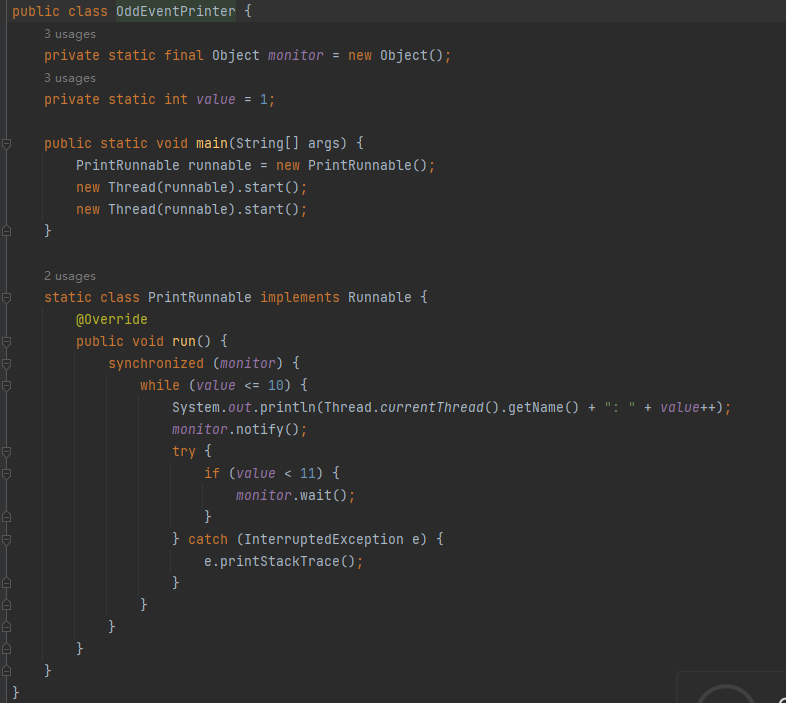 public class OddEventPrinter {
3 usages
private static final Object monitor = new Object();
3 usages
private static int value = 1;
public static void main(String[] args) {
PrintRunnable runnable = new PrintRunnable();
new Thread(runnable).start();
new Thread(runnable).start();
}
2 usages
static class PrintRunnable implements Runnable {
@Override
public void run() {
synchronized (monitor) {
while (value <= 10) {
System.out.println(Thread.currentThread().getName() + ": " + value++);
monitor.notify();
try {
if (value < 11) {
monitor.wait();
}
} catch (InterruptedException e) {
e.printStackTrace();
}
}
}
}
}
}